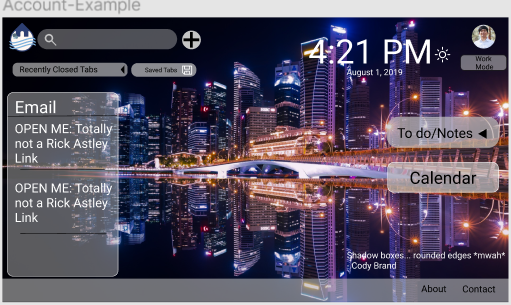 Account-Example
4:21 PM
August 1, 2019
Work
Mode
Recently Closed Tabs
Saved Tabs
Email
OPEN ME: Totally
not a Rick Astley
Link
OPEN ME: Totally
not a Rick Astley
Link
To do/Notes
Calendar
Shadow boxes... rounded edges *mwah*
- Cody Brand
About
Contact